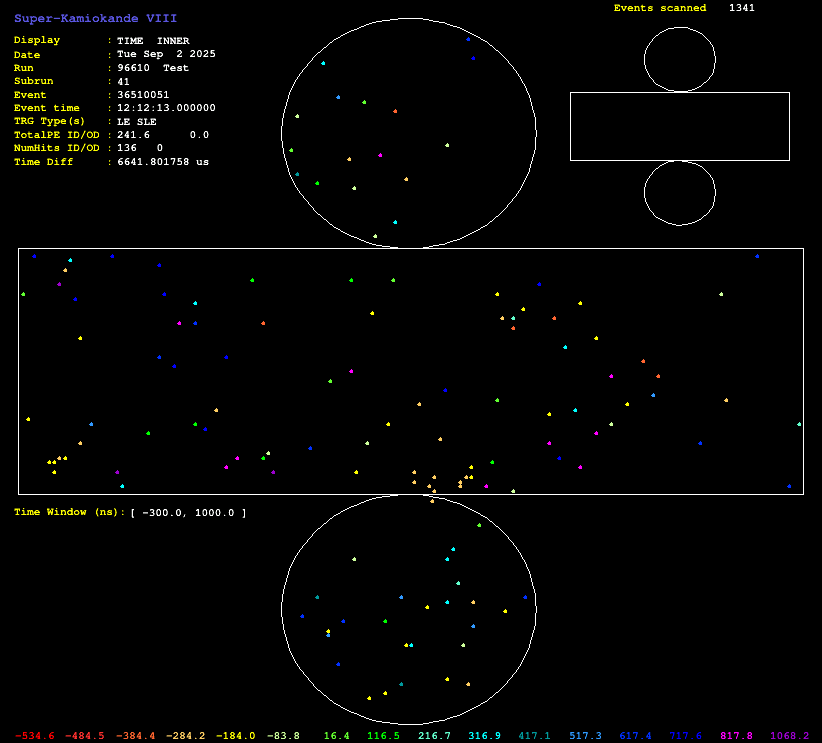 Super-Kamiokande VIII
Events scanned 1341
Display : TIME INNER
Date : Tue Sep 2 2025
Run : 96610 Test
Subrun : 41
Event : 36510051
Event time : 12:12:13.000000
TRG Type(s) : LE SLE
TotalPE ID/OD : 241.6 0.0
NumHits ID/OD : 136 0
Time Diff : 6641.801758 us
Time Window (ns): [ -300.0, 1000.0 ]
-534.6 -484.5 -384.4 -284.2 -184.0 -83.8 16.4 116.5 216.7 316.9 417.1 517.3 617.4 717.6 817.8 1068.2